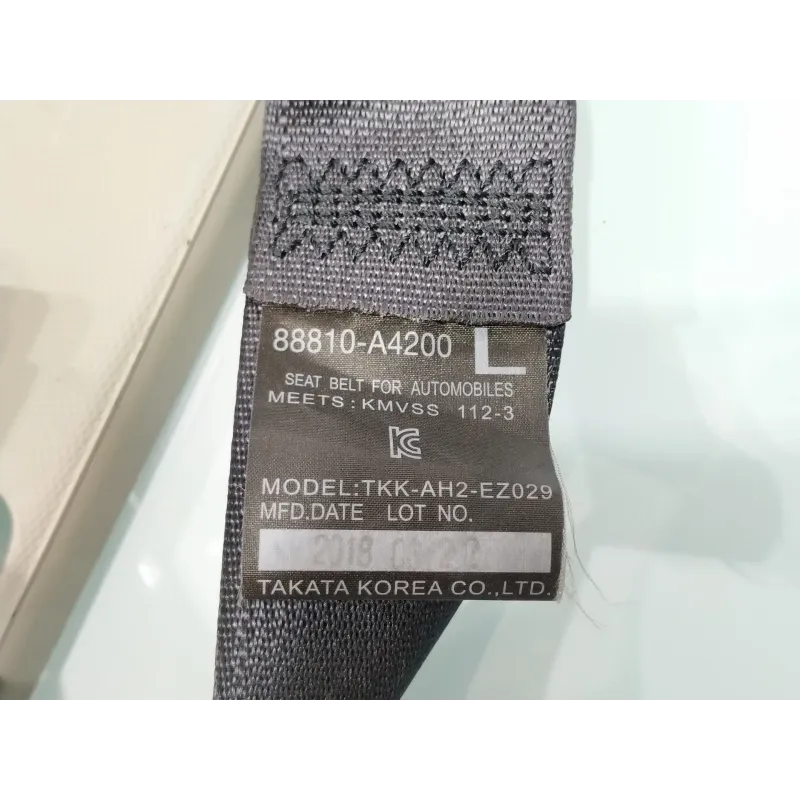 88810-A4200 L
SEAT BELT FOR AUTOMOBILES
MEETS: KMVSS 112-3
KC
MODEL:TKK-AH2-EZ029
MFD.DATE LOT NO.
2018
TAKATA KOREA CO.,LTD.